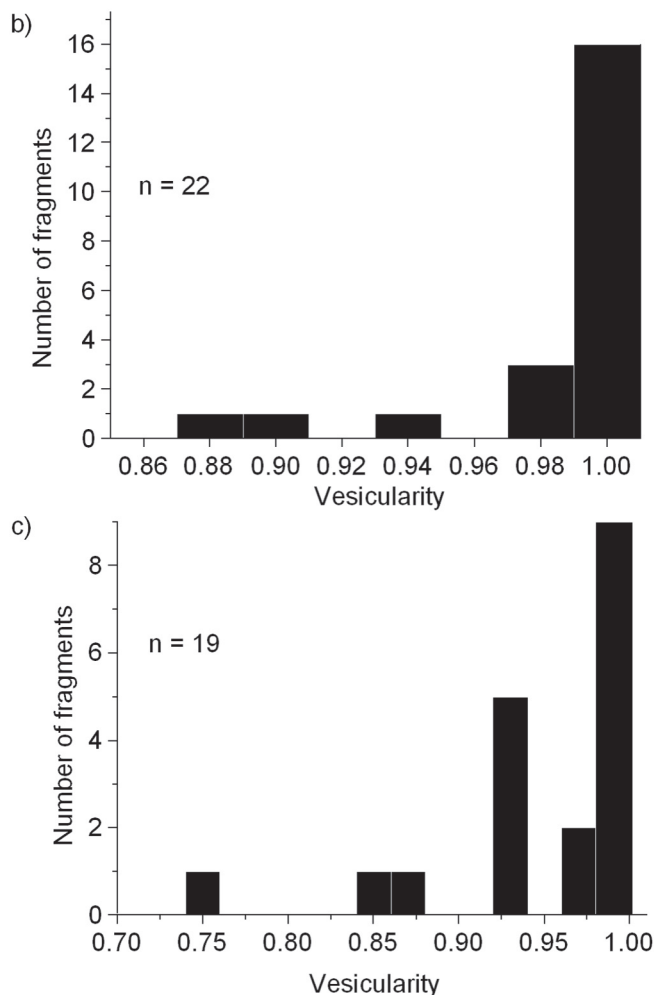 b)
16
14
12
10
8
6
4
2
0
Number of fragments
n = 22
0.86 0.88 0.90 0.92 0.94 0.96 0.98 1.00
Vesicularity
c)
8
6
4
2
0
Number of fragments
n = 19
0.70 0.75 0.80 0.85 0.90 0.95 1.00
Vesicularity